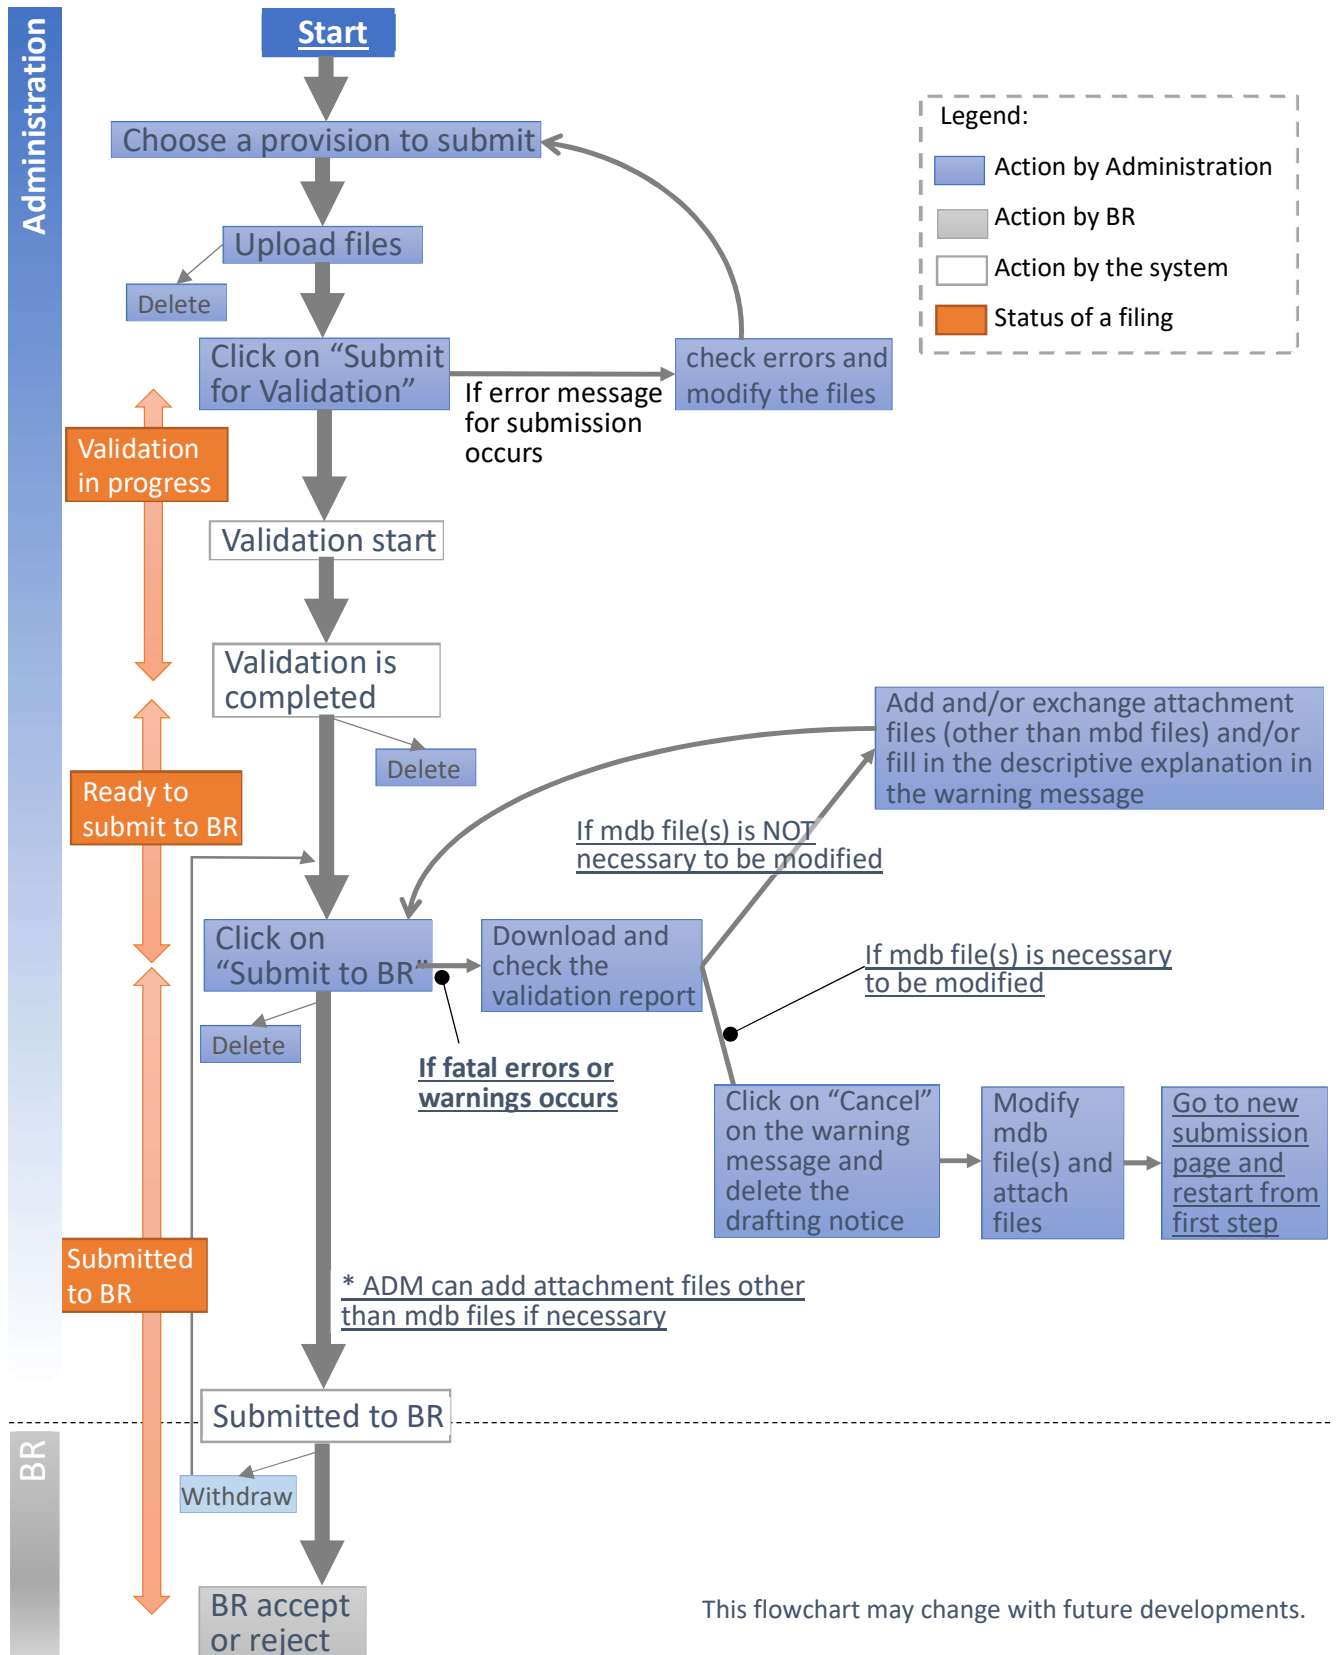 Administration
Start
Choose a provision to submit
Upload files
Delete
Click on “Submit
for Validation”
If error message
for submission
occurs
check errors and
modify the files
Legend:
Action by Administration
Action by BR
Action by the system
Status of a filing
Validation
in progress
Validation start
Validation is
completed
Delete
Ready to
submit to BR
Add and/or exchange attachment
files (other than mbd files) and/or
fill in the descriptive explanation in
the warning message
If mdb file(s) is NOT
necessary to be modified
Click on
“Submit to BR”
Delete
Download and
check the
validation report
If mdb file(s) is necessary
to be modified
If fatal errors or
warnings occurs
Click on “Cancel”
on the warning
message and
delete the
drafting notice
Modify
mdb
file(s) and
attach
files
Go to new
submission
page and
restart from
first step
Submitted
to BR
* ADM can add attachment files other
than mdb files if necessary
Submitted to BR
BR
Withdraw
BR accept
or reject
This flowchart may change with future developments.